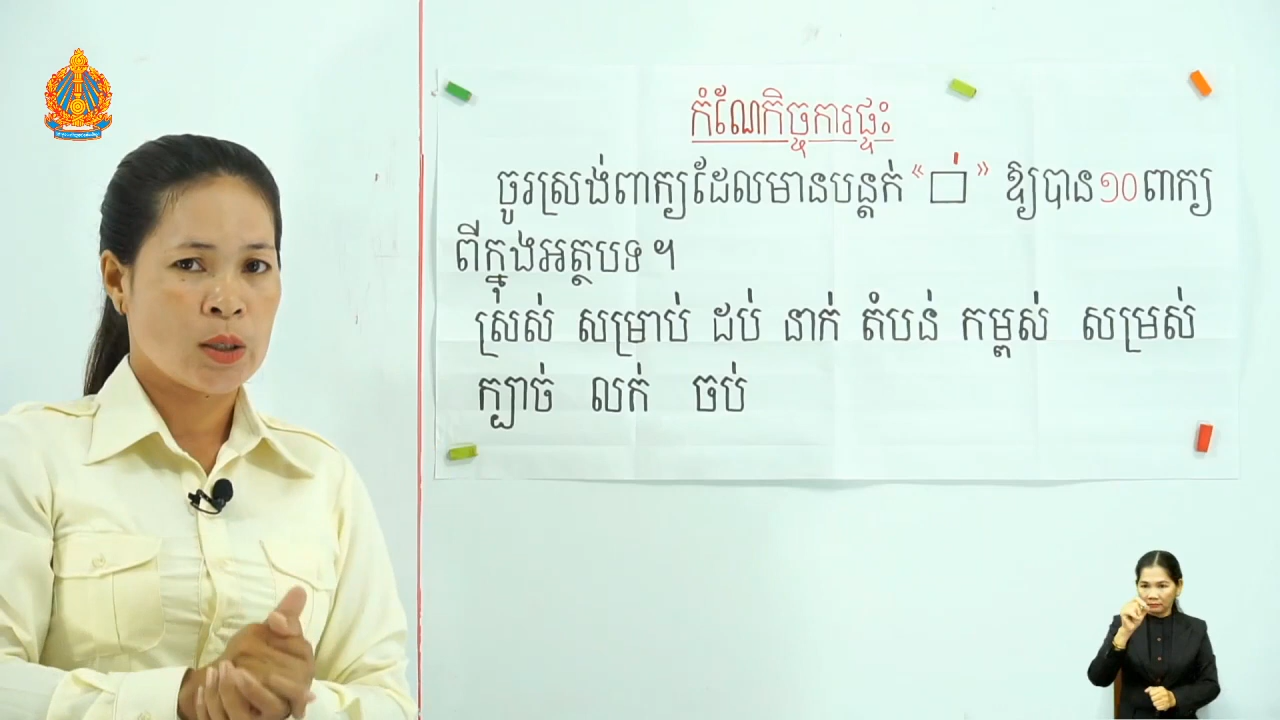 កំណែកិច្ចការផ្ទះ
ចូរស្រង់ពាក្យដែលមានបន្តក់ “□់” ឱ្យបាន១០ពាក្យ
ពីក្នុងអត្ថបទ ។
ស្រស់ សម្រាប់ ដប់ នាក់ តំបន់ កម្ពស់ សម្រស់
ក្បាច់ លក់ ចប់